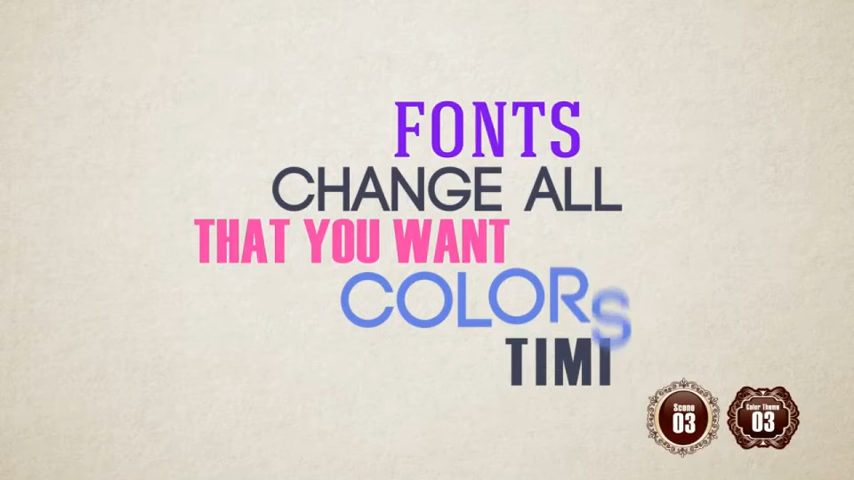 FONTS
CHANGE ALL
THAT YOU WANT
COLORS
TIMI
Scene
03
Color Theme
03